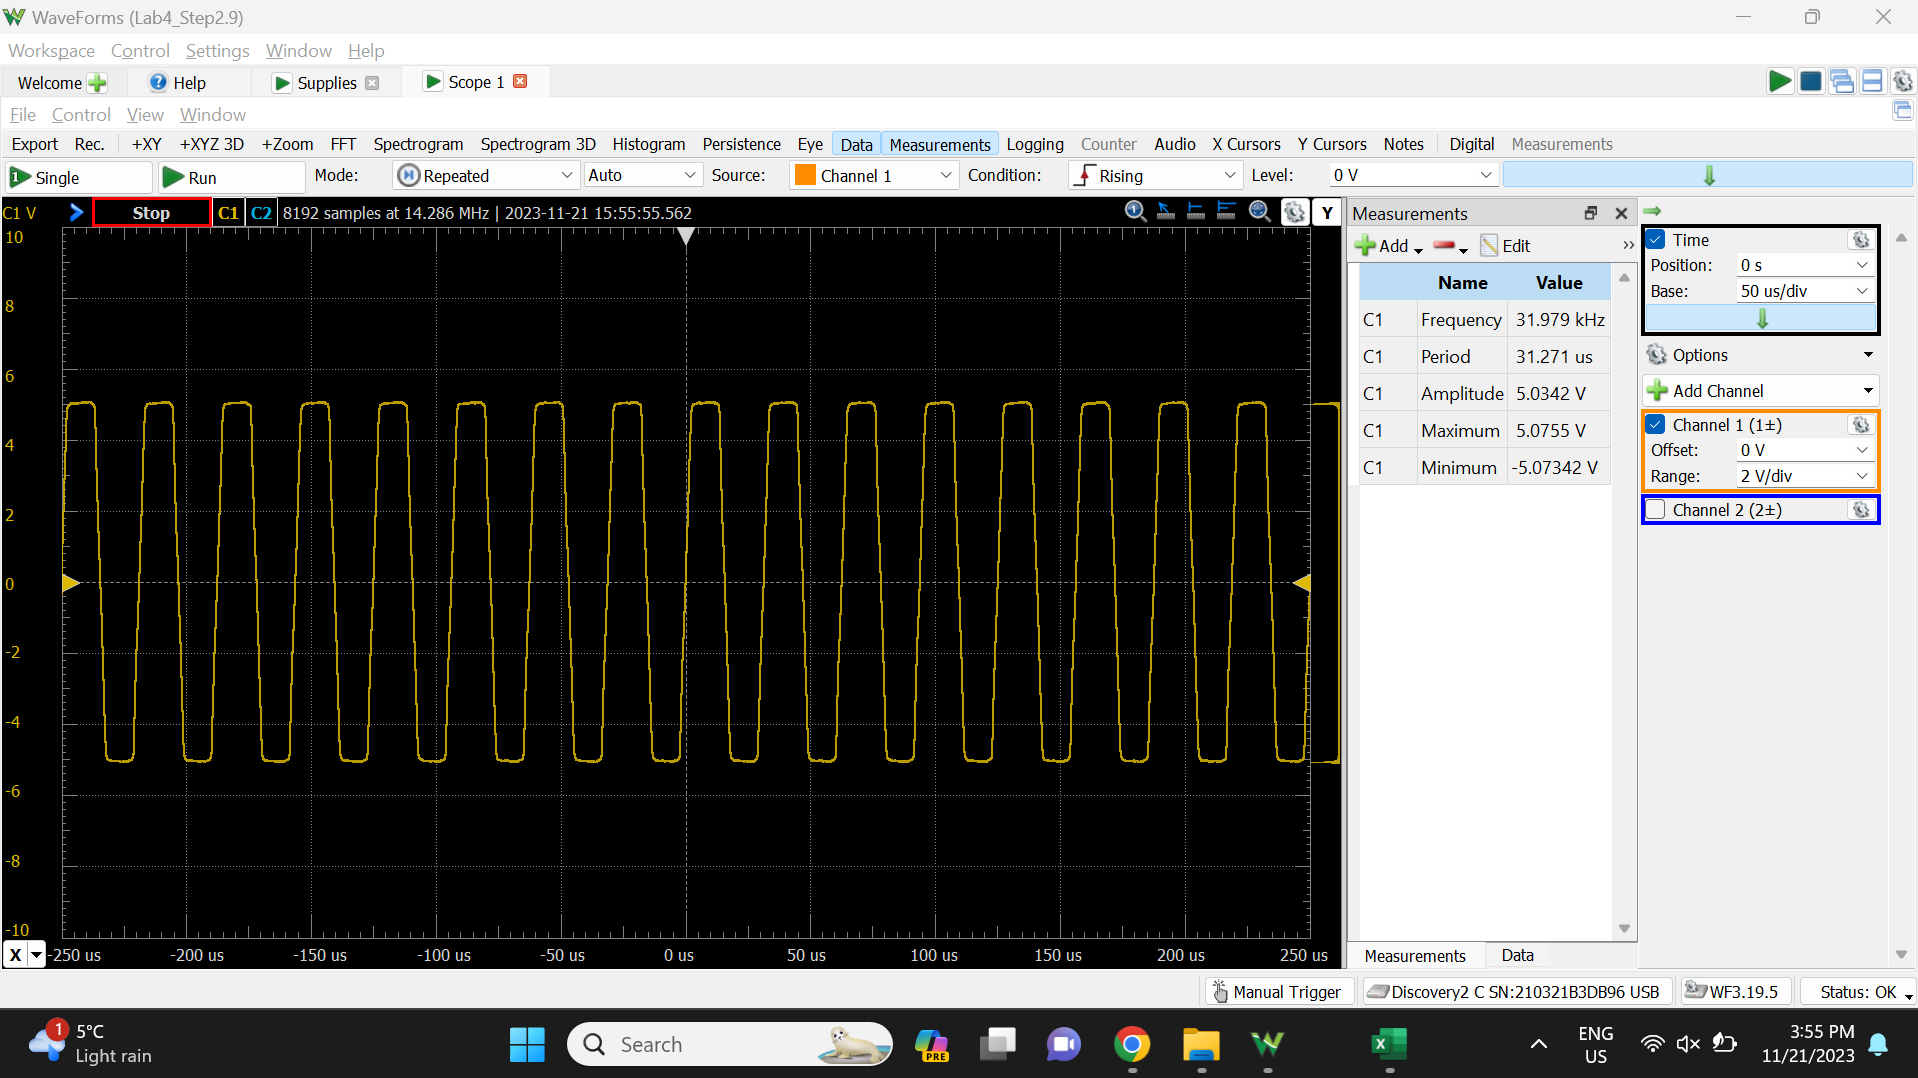 WaveForms (Lab4_Step2.9)
Workspace Control Settings Window Help
Welcome Help Supplies Scope 1
File Control View Window
Export Rec. +XY +XYZ 3D +Zoom FFT Spectrogram Spectrogram 3D Histogram Persistence Eye Data Measurements Logging Counter Audio X Cursors Y Cursors Notes Digital Measurements
1 Single Run Mode: Repeated Auto Source: Channel 1 Condition: Rising Level: 0 V
C1 V Stop C1 C2 8192 samples at 14.286 MHz | 2023-11-21 15:55:55.562 Y
10
8
6
4
2
0
-2
-4
-6
-8
-10
X -250 us -200 us -150 us -100 us -50 us 0 us 50 us 100 us 150 us 200 us 250 us
Measurements
Add Edit »
Name Value
C1 Frequency 31.979 kHz
C1 Period 31.271 us
C1 Amplitude 5.0342 V
C1 Maximum 5.0755 V
C1 Minimum -5.07342 V
Measurements Data
Time
Position: 0 s
Base: 50 us/div
Options
Add Channel
Channel 1 (1±)
Offset: 0 V
Range: 2 V/div
Channel 2 (2±)
Manual Trigger Discovery2 C SN:210321B3DB96 USB WF3.19.5 Status: OK
1 5°C
Light rain
Search
PRE
ENG
US
3:55 PM
11/21/2023